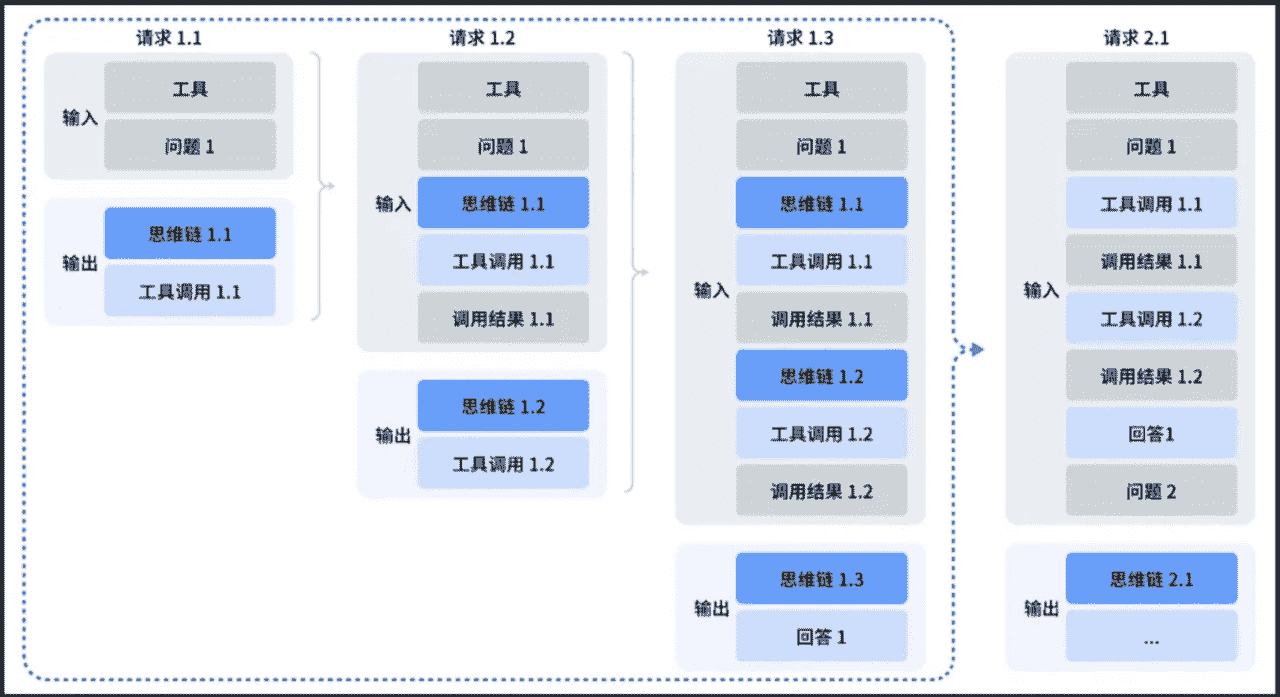 请求 1.1
输入
工具
问题 1
输出
思维链 1.1
工具调用 1.1
请求 1.2
输入
工具
问题 1
思维链 1.1
工具调用 1.1
调用结果 1.1
输出
思维链 1.2
工具调用 1.2
请求 1.3
输入
工具
问题 1
思维链 1.1
工具调用 1.1
调用结果 1.1
思维链 1.2
工具调用 1.2
调用结果 1.2
输出
思维链 1.3
回答 1
请求 2.1
输入
工具
问题 1
工具调用 1.1
调用结果 1.1
工具调用 1.2
调用结果 1.2
回答1
问题 2
输出
思维链 2.1
...